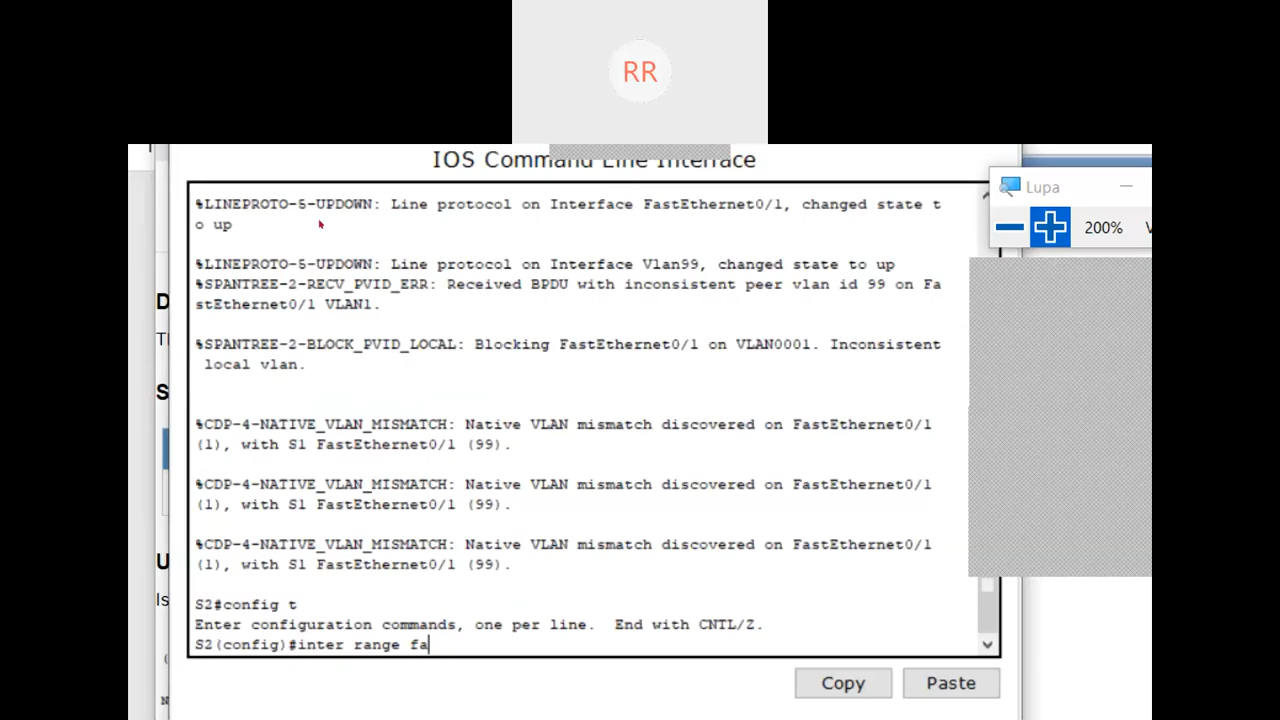 RR
IOS Command Line Interface
Lupa
200%
%LINEPROTO-5-UPDOWN: Line protocol on Interface FastEthernet0/1, changed state t
o up
%LINEPROTO-5-UPDOWN: Line protocol on Interface Vlan99, changed state to up
%SPANTREE-2-RECV_PVID_ERR: Received BPDU with inconsistent peer vlan id 99 on Fa
stEthernet0/1 VLAN1.
%SPANTREE-2-BLOCK_PVID_LOCAL: Blocking FastEthernet0/1 on VLAN0001. Inconsistent
local vlan.
%CDP-4-NATIVE_VLAN_MISMATCH: Native VLAN mismatch discovered on FastEthernet0/1
(1), with S1 FastEthernet0/1 (99).
%CDP-4-NATIVE_VLAN_MISMATCH: Native VLAN mismatch discovered on FastEthernet0/1
(1), with S1 FastEthernet0/1 (99).
%CDP-4-NATIVE_VLAN_MISMATCH: Native VLAN mismatch discovered on FastEthernet0/1
(1), with S1 FastEthernet0/1 (99).
S2#config t
Enter configuration commands, one per line.  End with CNTL/Z.
S2(config)#inter range fa
Copy
Paste